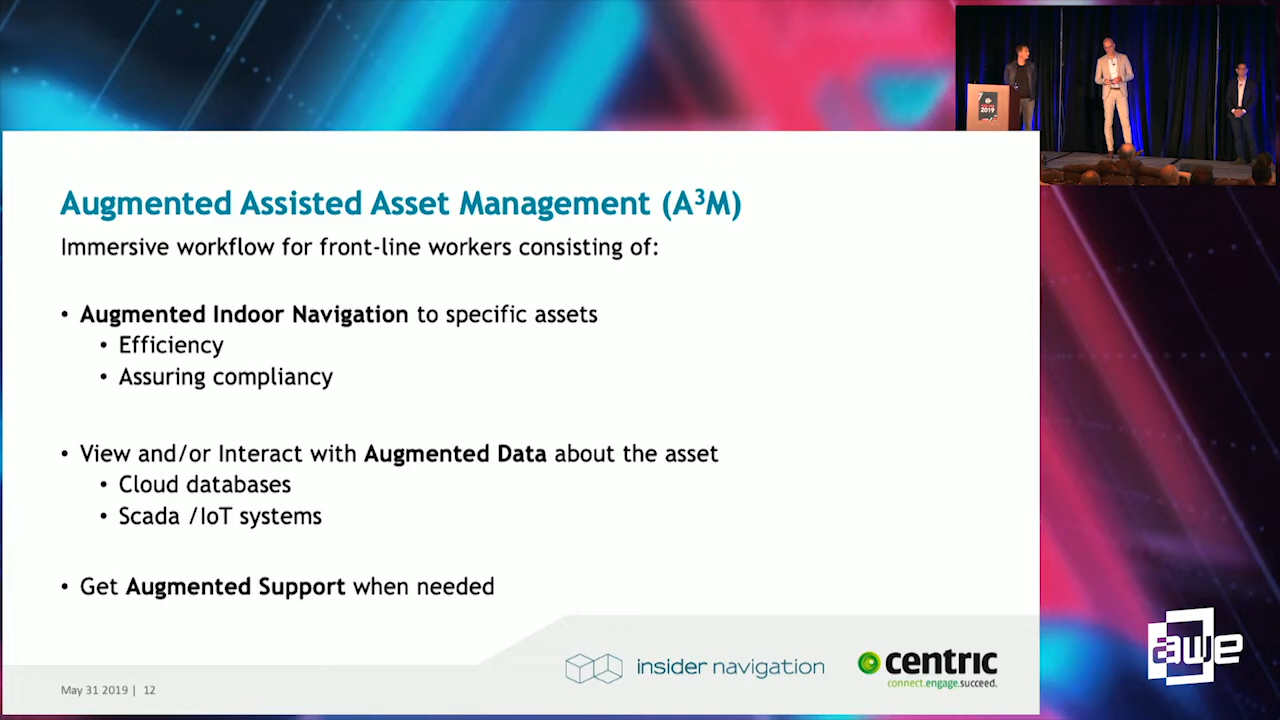 Augmented Assisted Asset Management (A³M)
Immersive workflow for front-line workers consisting of:
• Augmented Indoor Navigation to specific assets
• Efficiency
• Assuring compliancy
• View and/or Interact with Augmented Data about the asset
• Cloud databases
• Scada /IoT systems
• Get Augmented Support when needed
insider navigation
centric
connect.engage.succeed.
May 31 2019 | 12
awe
2019